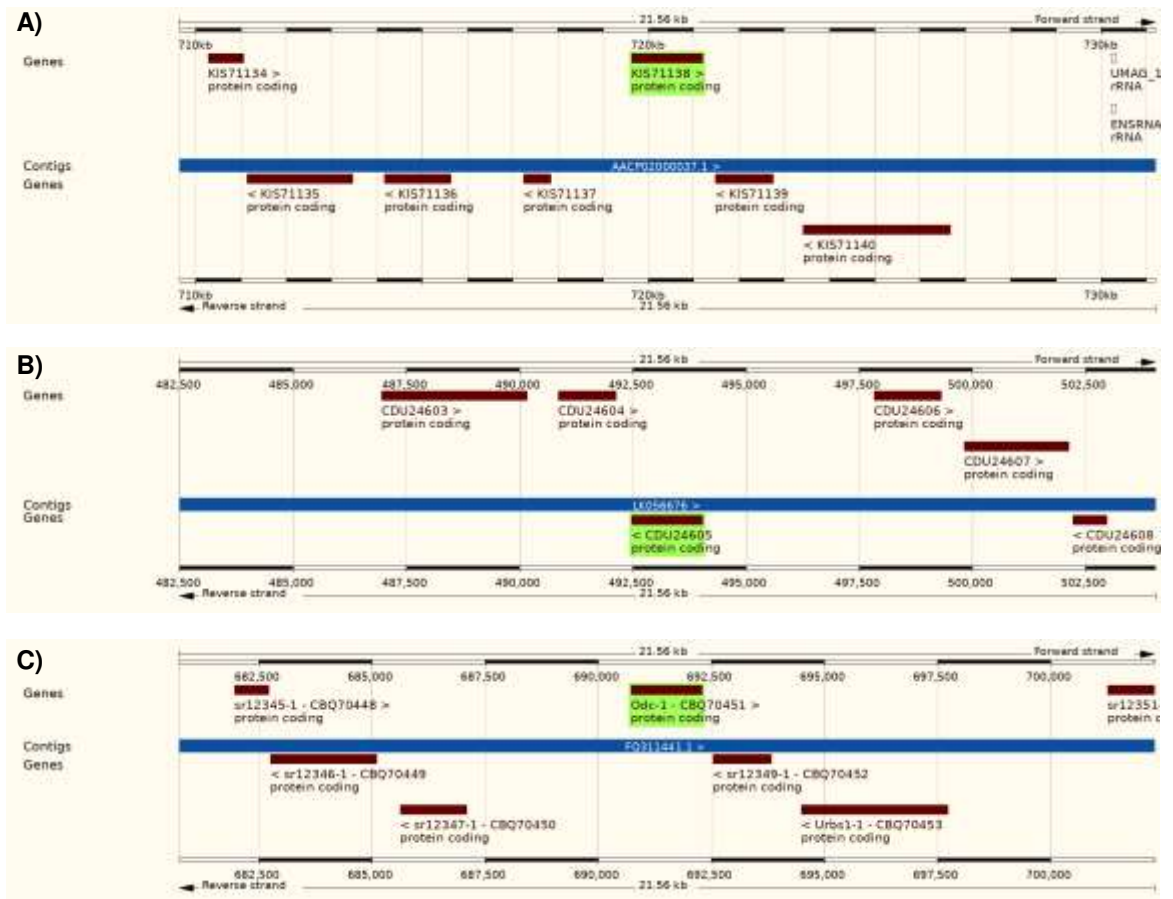 A)
21.56 kb Forward strand
710kb 720kb 730kb
Genes
KIS71134 > KIS71138 > UMAG_1
protein coding protein coding rRNA
ENSRNA
rRNA
Contigs AACP02000037.1 >
Genes
< KIS71135 < KIS71136 < KIS71137 < KIS71139
protein coding protein coding protein coding protein coding
< KIS71140
protein coding
710kb 720kb 730kb
Reverse strand 21.56 kb
B)
21.56 kb Forward strand
482,500 485,000 487,500 490,000 492,500 495,000 497,500 500,000 502,500
Genes
CDU24603 > CDU24604 > CDU24606 >
protein coding protein coding protein coding
CDU24607 >
protein coding
Contigs LK056676 >
Genes
< CDU24605 < CDU24608
protein coding protein coding
482,500 485,000 487,500 490,000 492,500 495,000 497,500 500,000 502,500
Reverse strand 21.56 kb
C)
21.56 kb Forward strand
682,500 685,000 687,500 690,000 692,500 695,000 697,500 700,000
Genes
sr12345-1 - CBQ70448 > Odc-1 - CBQ70451 > sr12351-
protein coding protein coding protein c
Contigs FQ311441.1 >
Genes
< sr12346-1 - CBQ70449 < sr12349-1 - CBQ70452
protein coding protein coding
< sr12347-1 - CBQ70450 < Urbs1-1 - CBQ70453
protein coding protein coding
682,500 685,000 687,500 690,000 692,500 695,000 697,500 700,000
Reverse strand 21.56 kb